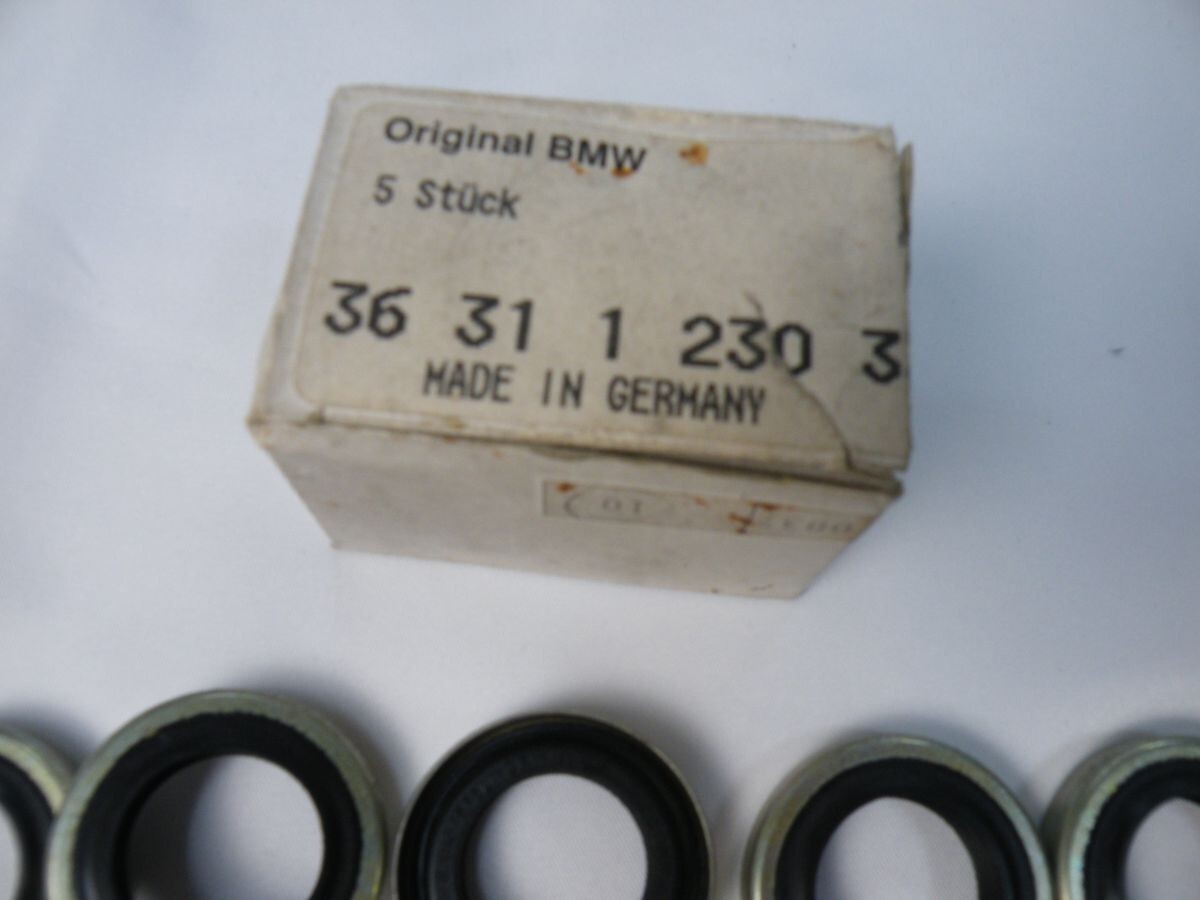 Original BMW
5 Stück
36 31 1 230 3
MADE IN GERMANY